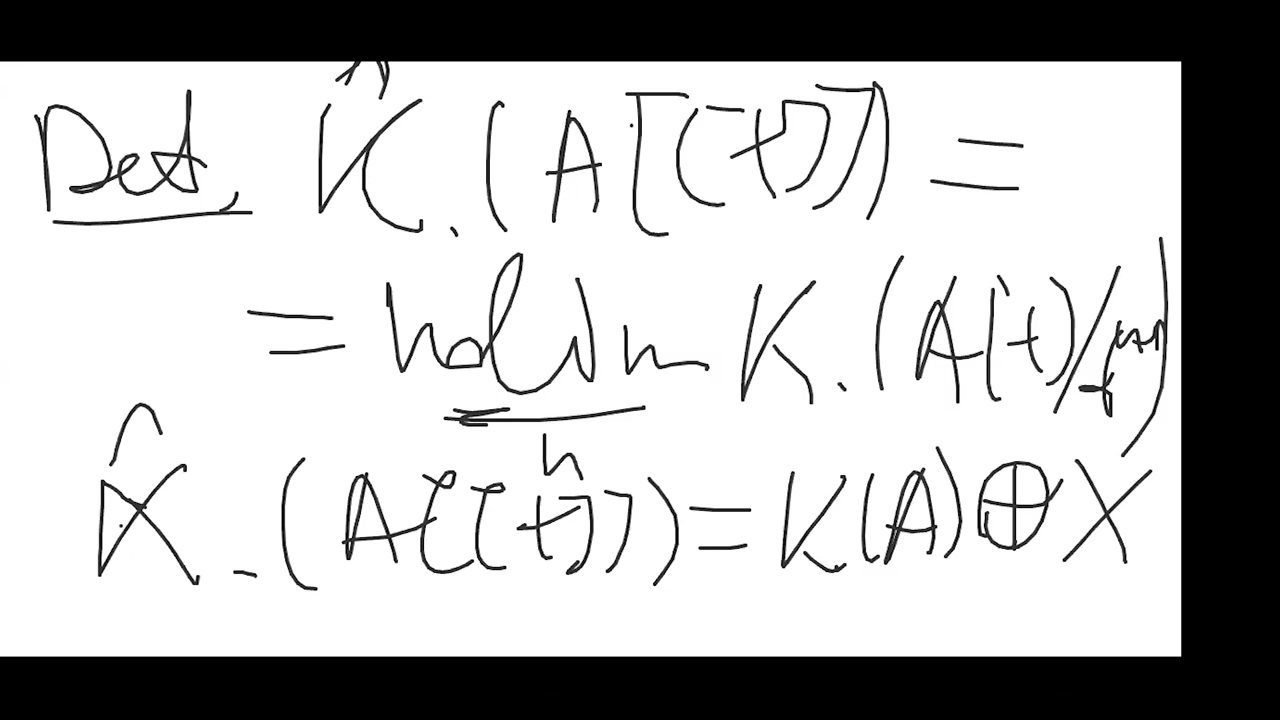 Def. K̂.(A[[t]]) =
= holim K.(A[t]/tⁿ⁺¹)
n
K̂.(A[[t]]) = K(A) ⊕ X